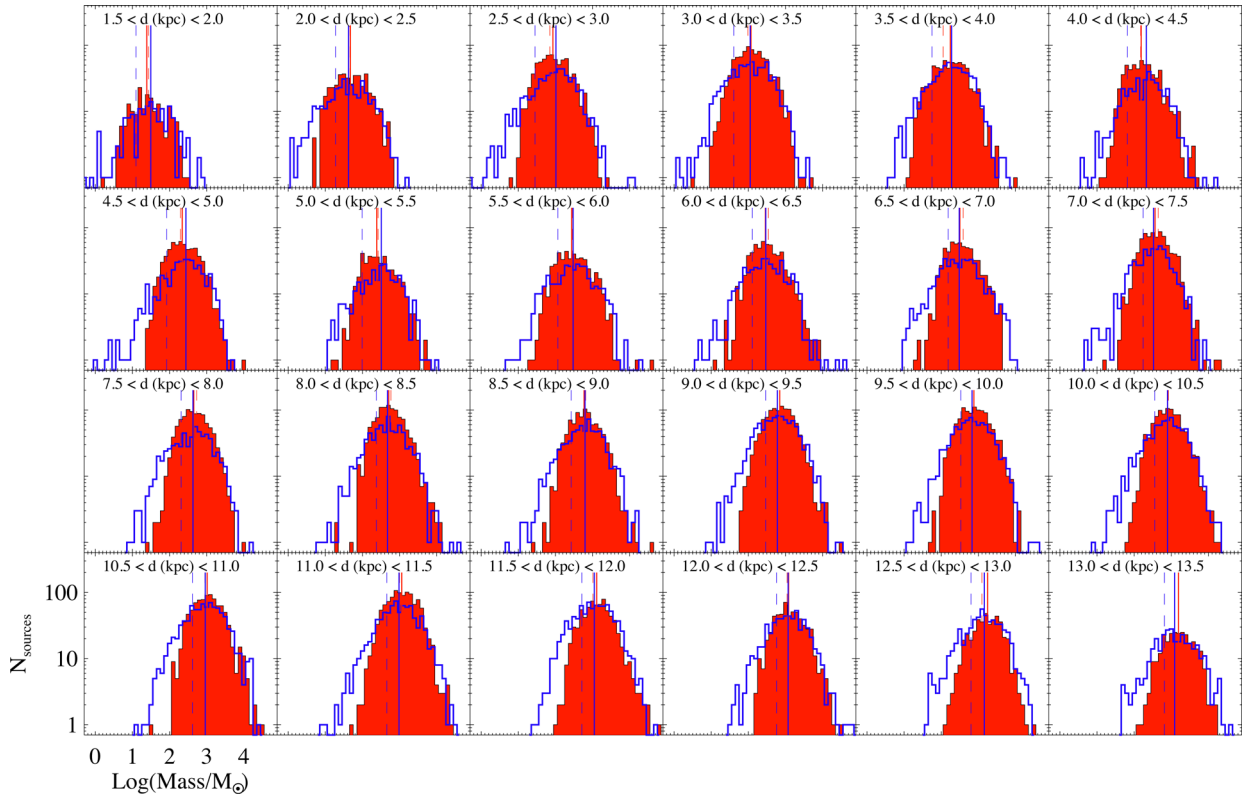 1.5 < d (kpc) < 2.0
2.0 < d (kpc) < 2.5
2.5 < d (kpc) < 3.0
3.0 < d (kpc) < 3.5
3.5 < d (kpc) < 4.0
4.0 < d (kpc) < 4.5
4.5 < d (kpc) < 5.0
5.0 < d (kpc) < 5.5
5.5 < d (kpc) < 6.0
6.0 < d (kpc) < 6.5
6.5 < d (kpc) < 7.0
7.0 < d (kpc) < 7.5
7.5 < d (kpc) < 8.0
8.0 < d (kpc) < 8.5
8.5 < d (kpc) < 9.0
9.0 < d (kpc) < 9.5
9.5 < d (kpc) < 10.0
10.0 < d (kpc) < 10.5
10.5 < d (kpc) < 11.0
11.0 < d (kpc) < 11.5
11.5 < d (kpc) < 12.0
12.0 < d (kpc) < 12.5
12.5 < d (kpc) < 13.0
13.0 < d (kpc) < 13.5
100
10
1
N_sources
0 1 2 3 4
Log(Mass/M⊙)